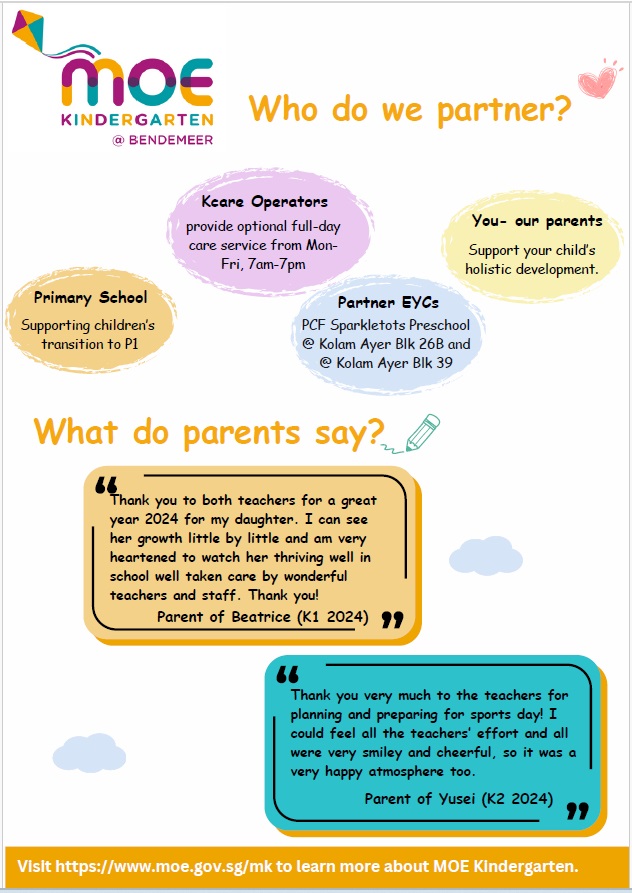 moe
KINDERGARTEN
@ BENDEMEER
Who do we partner?
Kcare Operators
provide optional full-day
care service from Mon-
Fri, 7am-7pm
You- our parents
Support your child's
holistic development.
Primary School
Supporting children's
transition to P1
Partner EYCs
PCF Sparkletots Preschool
@ Kolam Ayer Blk 26B and
@ Kolam Ayer Blk 39
What do parents say?
“Thank you to both teachers for a great
year 2024 for my daughter. I can see
her growth little by little and am very
heartened to watch her thriving well in
school well taken care by wonderful
teachers and staff. Thank you!
Parent of Beatrice (K1 2024) ”
“
Thank you very much to the teachers for
planning and preparing for sports day! I
could feel all the teachers' effort and all
were very smiley and cheerful, so it was a
very happy atmosphere too.
Parent of Yusei (K2 2024) ”
Visit https://www.moe.gov.sg/mk to learn more about MOE Kindergarten.